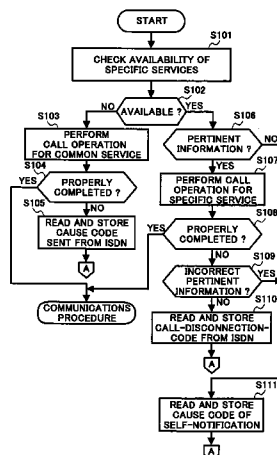 START
S101
CHECK AVAILABILITY OF
SPECIFIC SERVICES
S102
AVAILABLE ?
NO
YES
S103
PERFORM
CALL OPERATION
FOR COMMON SERVICE
S106
PERTINENT
INFORMATION ?
NO
YES
S104
PROPERLY
COMPLETED ?
YES
NO
S107
PERFORM CALL
OPERATION FOR
SPECIFIC SERVICE
S105
READ AND STORE
CAUSE CODE
SENT FROM ISDN
A
S108
PROPERLY
COMPLETED ?
YES
NO
COMMUNICATIONS
PROCEDURE
S109
INCORRECT
PERTINENT
INFORMATION ?
YES
NO
S110
READ AND STORE
CALL-DISCONNECTION-
CODE FROM ISDN
A
S111
READ AND STORE
CAUSE CODE OF
SELF-NOTIFICATION
A